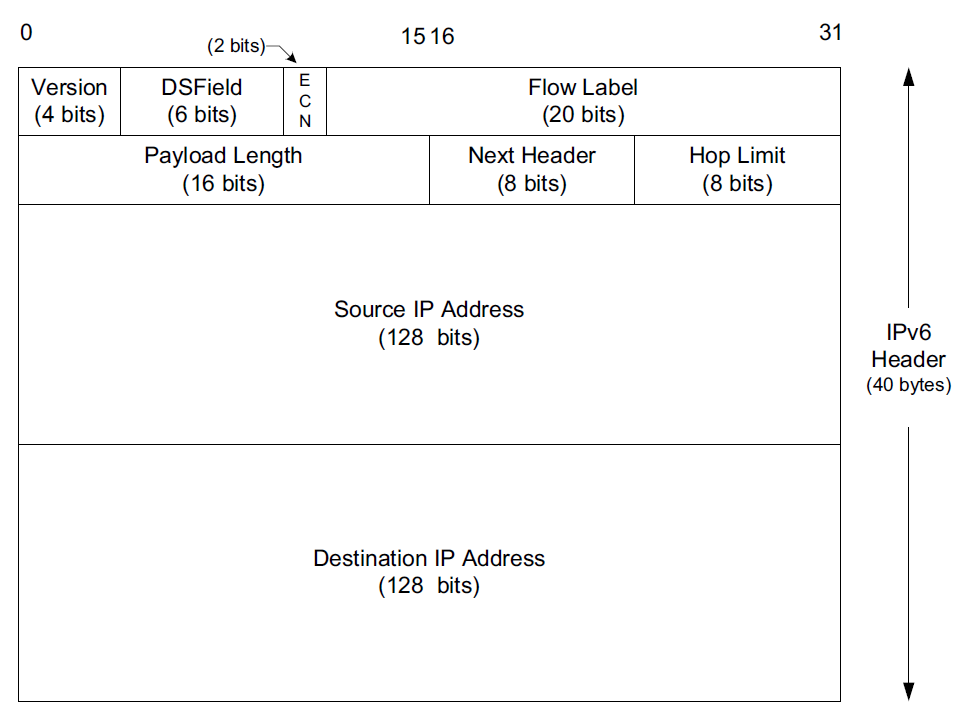 0
(2 bits)
15 16
31
Version
(4 bits)
DSField
(6 bits)
E
C
N
Flow Label
(20 bits)
Payload Length
(16 bits)
Next Header
(8 bits)
Hop Limit
(8 bits)
Source IP Address
(128 bits)
IPv6
Header
(40 bytes)
Destination IP Address
(128 bits)